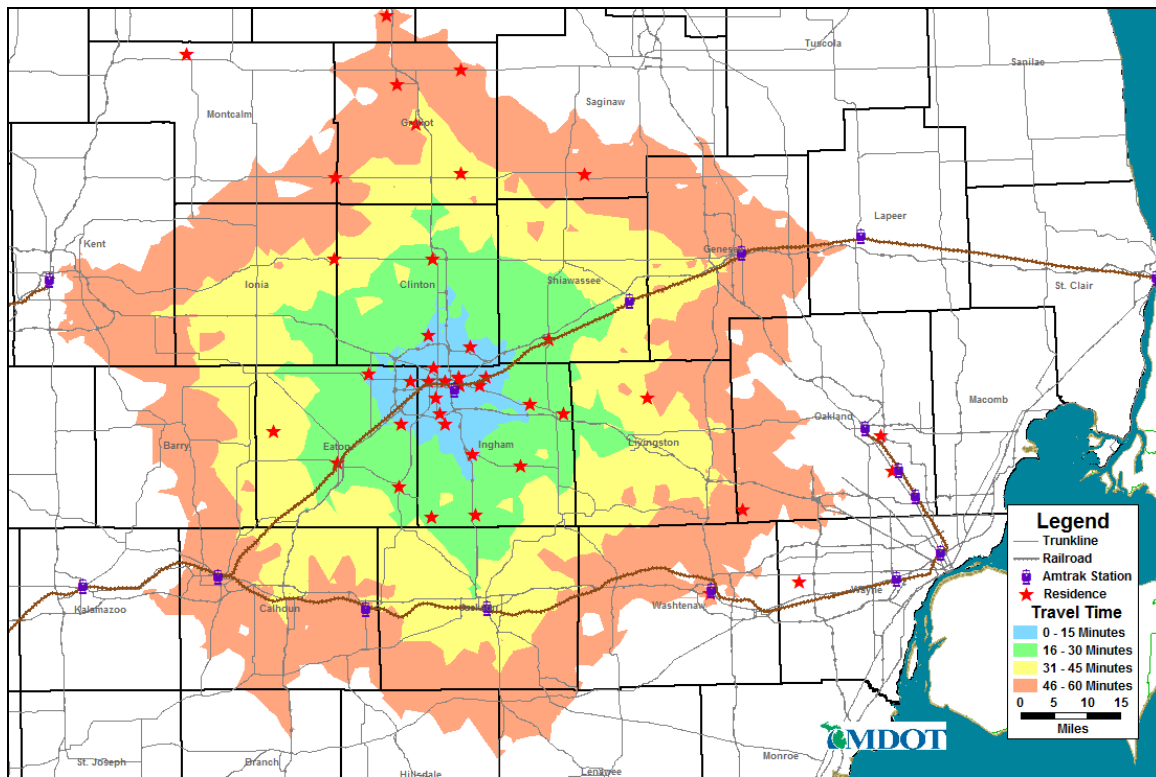 Tuscola
Sanilac
Montcalm
Saginaw
Gratiot
Lapeer
Kent
Genesee
Ionia
Clinton
Shiawassee
St. Clair
Macomb
Oakland
Barry
Eaton
Ingham
Livingston
Legend
Trunkline
Railroad
Amtrak Station
Residence
Travel Time
0 - 15 Minutes
16 - 30 Minutes
31 - 45 Minutes
46 - 60 Minutes
0 5 10 15
Miles
Kalamazoo
Calhoun
Jackson
Washtenaw
Wayne
MDOT
St. Joseph
Branch
Hillsdale
Lenawee
Monroe